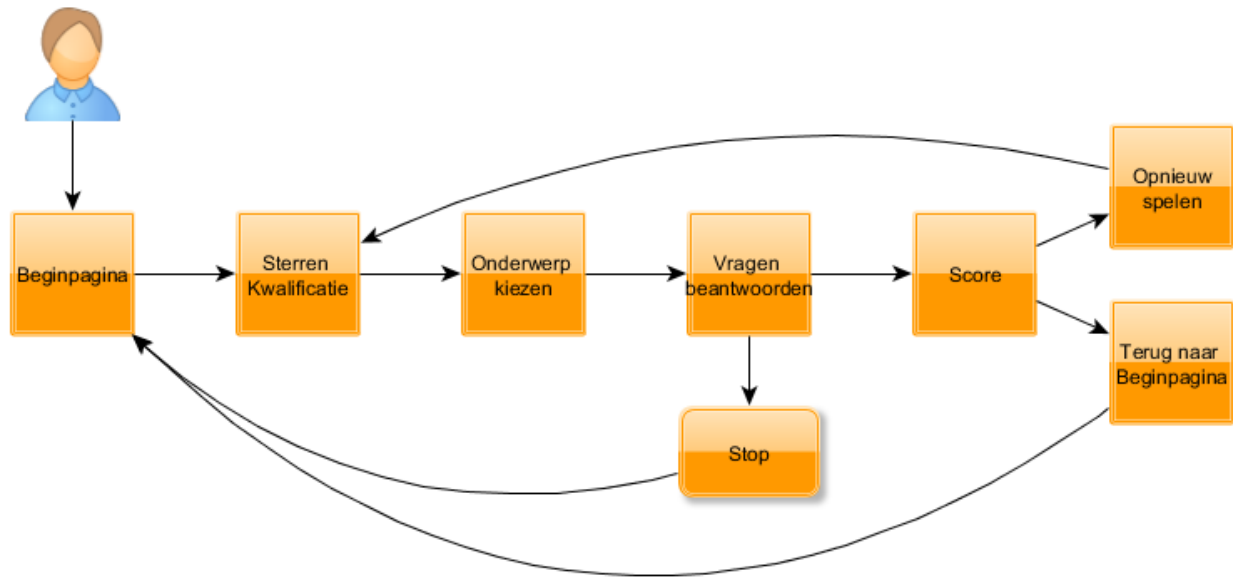 Beginpagina
Sterren
Kwalificatie
Onderwerp
kiezen
Vragen
beantwoorden
Score
Opnieuw
spelen
Terug naar
Beginpagina
Stop